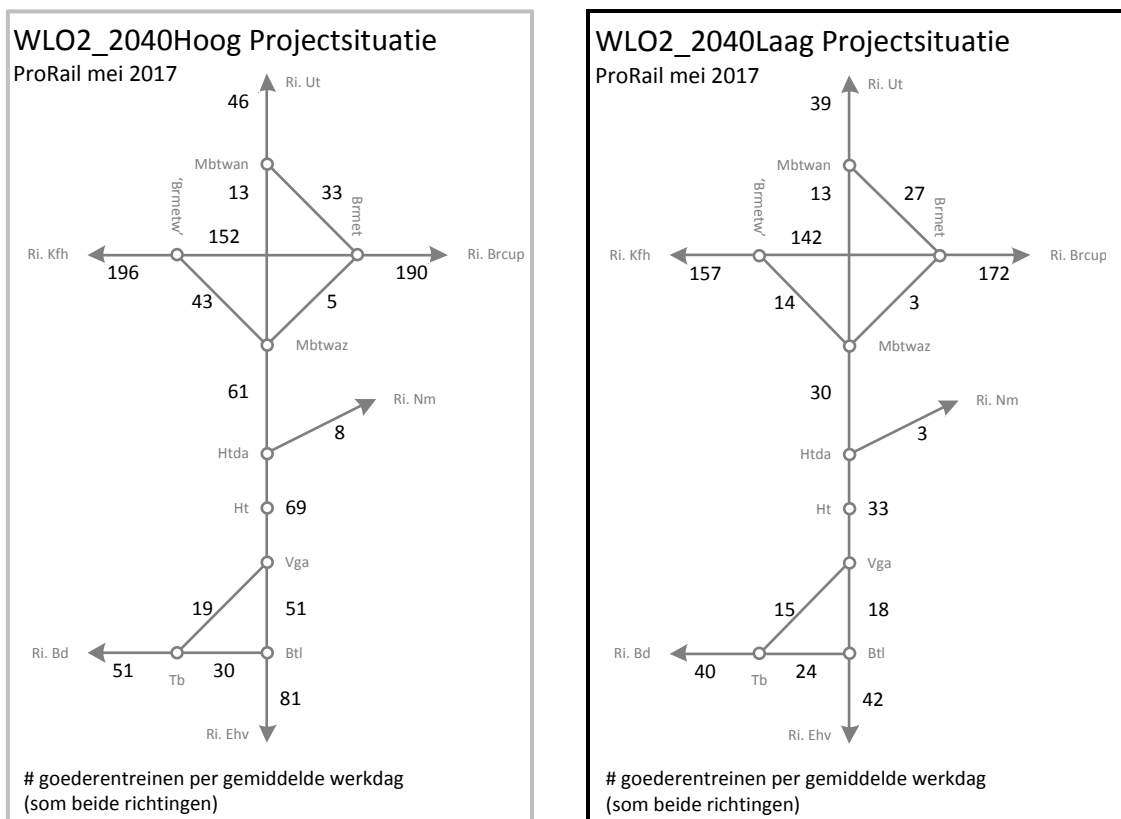 WLO2_2040Hoog Projectsituatie
ProRail mei 2017
Ri. Ut
46
Mbtwan
13
33
'Brmetw'
Brmet
152
Ri. Kfh
Ri. Brcup
196
190
43
5
Mbtwaz
61
Ri. Nm
8
Htda
Ht
69
Vga
19
51
Ri. Bd
Btl
51
30
Tb
81
Ri. Ehv
# goederentreinen per gemiddelde werkdag
(som beide richtingen)
WLO2_2040Laag Projectsituatie
ProRail mei 2017
Ri. Ut
39
Mbtwan
13
27
'Brmetw'
Brmet
142
Ri. Kfh
Ri. Brcup
157
172
14
3
Mbtwaz
30
Ri. Nm
3
Htda
Ht
33
Vga
15
18
Ri. Bd
Btl
40
24
Tb
42
Ri. Ehv
# goederentreinen per gemiddelde werkdag
(som beide richtingen)